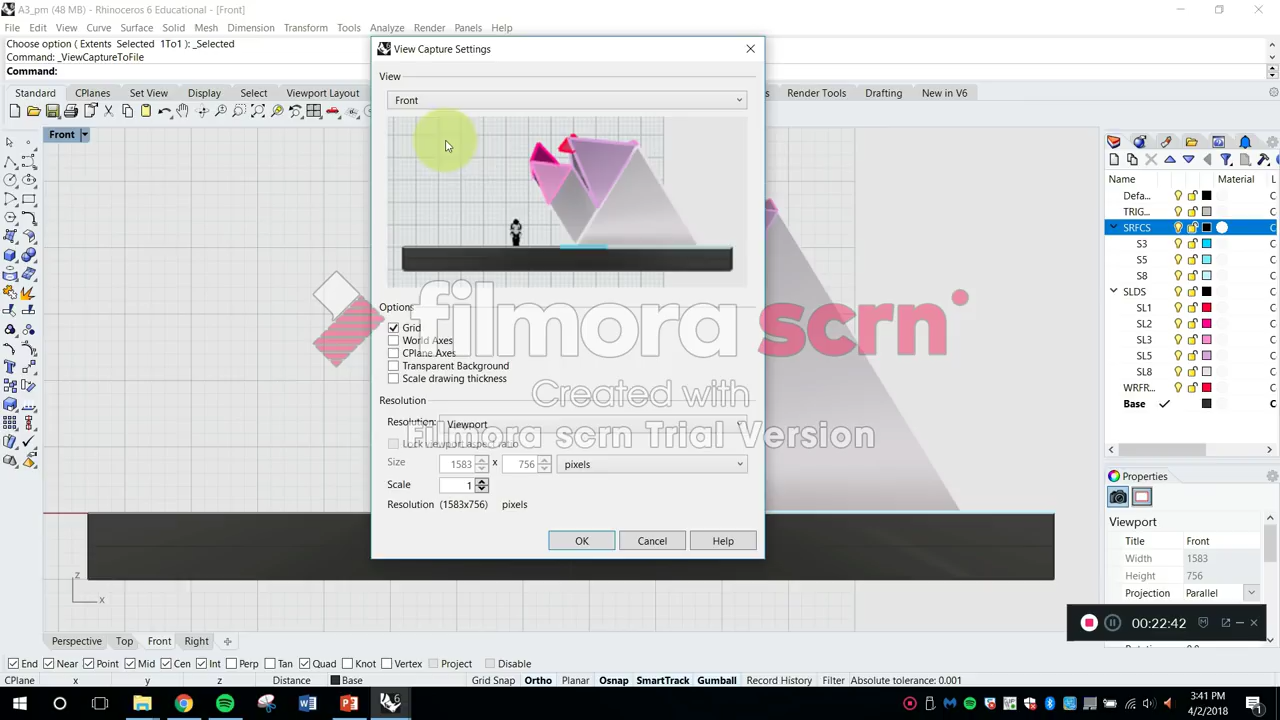 A3_pm (48 MB) - Rhinoceros 6 Educational - [Front]
File Edit View Curve Surface Solid Mesh Dimension Transform Tools Analyze Render Panels Help
Choose option ( Extents Selected 1To1 ): _Selected
Command: _ViewCaptureToFile
Command:
Standard CPlanes Set View Display Select Viewport Layout Render Tools Drafting New in V6
Front
View Capture Settings
View
Front
Options
Grid
World Axes
CPlane Axes
Transparent Background
Scale drawing thickness
Resolution
Resolution: Viewport
Lock viewport aspect ratio
Size 1583 x 756 pixels
Scale 1
Resolution (1583x756) pixels
OK Cancel Help
filmora scrn
Created with
Filmora scrn Trial Version
Name Material L
Defa... C
TRIG... C
SRFCS C
S3 C
S5 C
S8 C
SLDS C
SL1 C
SL2 C
SL3 C
SL5 C
SL8 C
WRFR... C
Base C
Properties
Viewport
Title Front
Width 1583
Height 756
Projection Parallel
00:22:42
z
x
Perspective Top Front Right
End Near Point Mid Cen Int Perp Tan Quad Knot Vertex Project Disable
CPlane x y z Distance Base Grid Snap Ortho Planar Osnap SmartTrack Gumball Record History Filter Absolute tolerance: 0.001
3:41 PM
4/2/2018